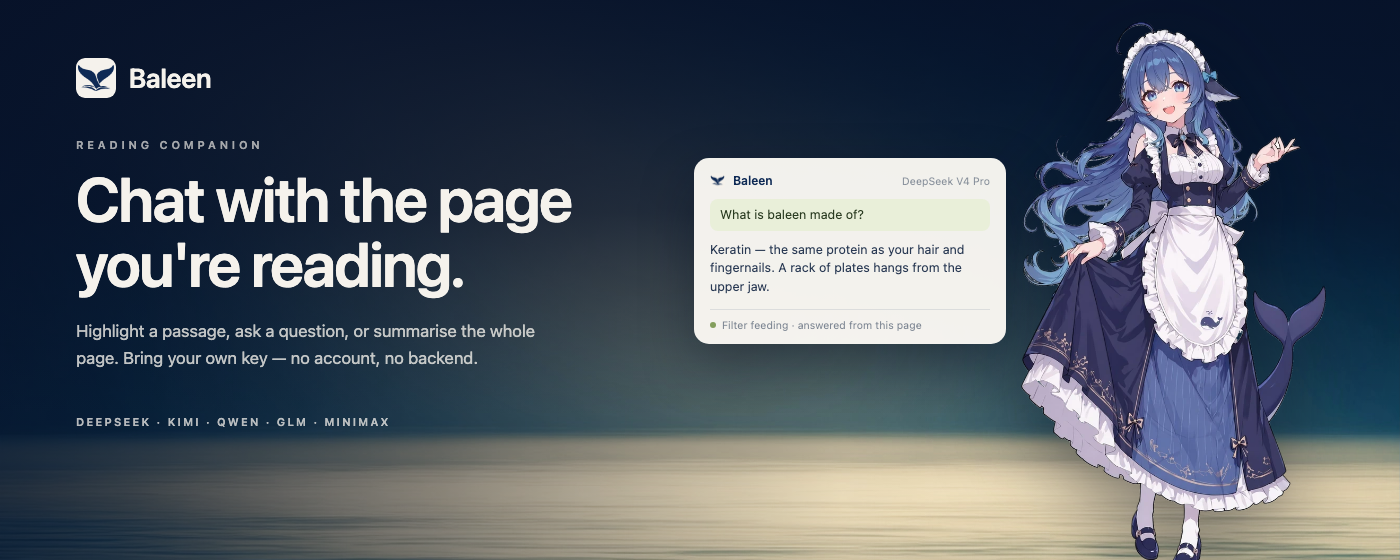 Baleen
READING COMPANION
Chat with the page
you're reading.
Highlight a passage, ask a question, or summarise the whole
page. Bring your own key — no account, no backend.
DEEPSEEK · KIMI · QWEN · GLM · MINIMAX
Baleen
DeepSeek V4 Pro
What is baleen made of?
Keratin — the same protein as your hair and
fingernails. A rack of plates hangs from the
upper jaw.
Filter feeding · answered from this page